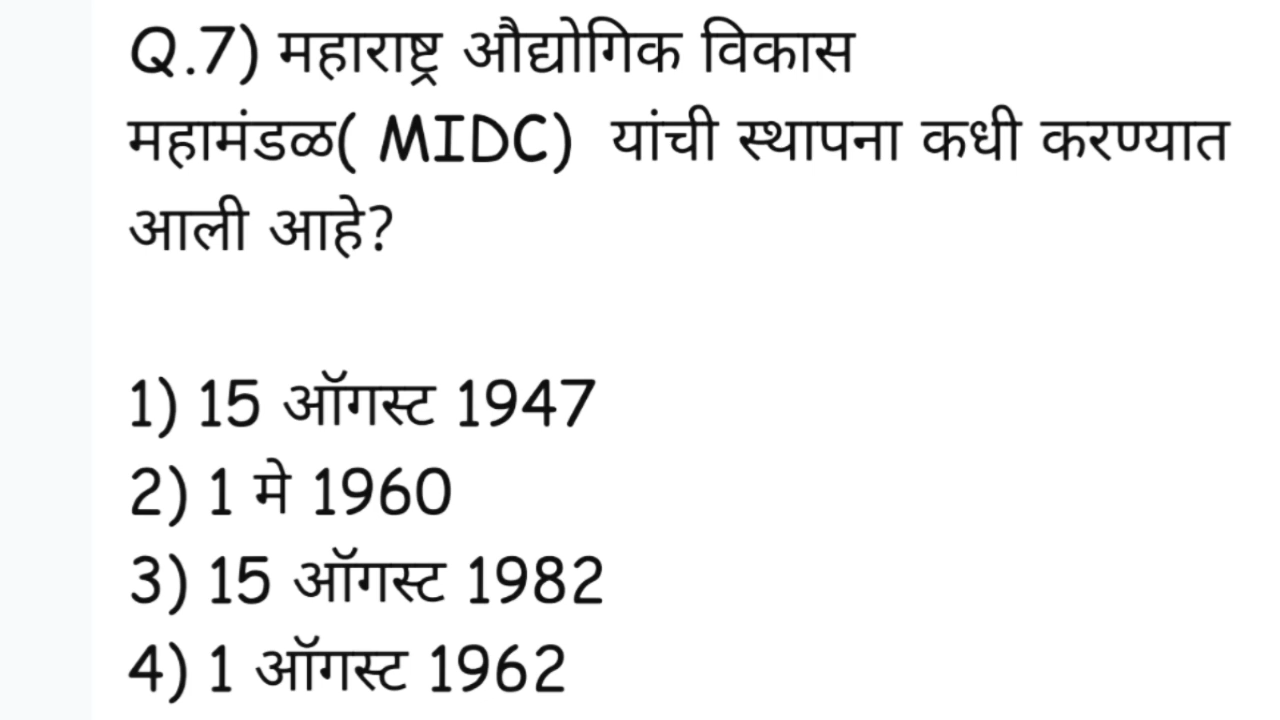 Q.7) महाराष्ट्र औद्योगिक विकास
महामंडळ( MIDC) यांची स्थापना कधी करण्यात
आली आहे?
1) 15 ऑगस्ट 1947
2) 1 मे 1960
3) 15 ऑगस्ट 1982
4) 1 ऑगस्ट 1962